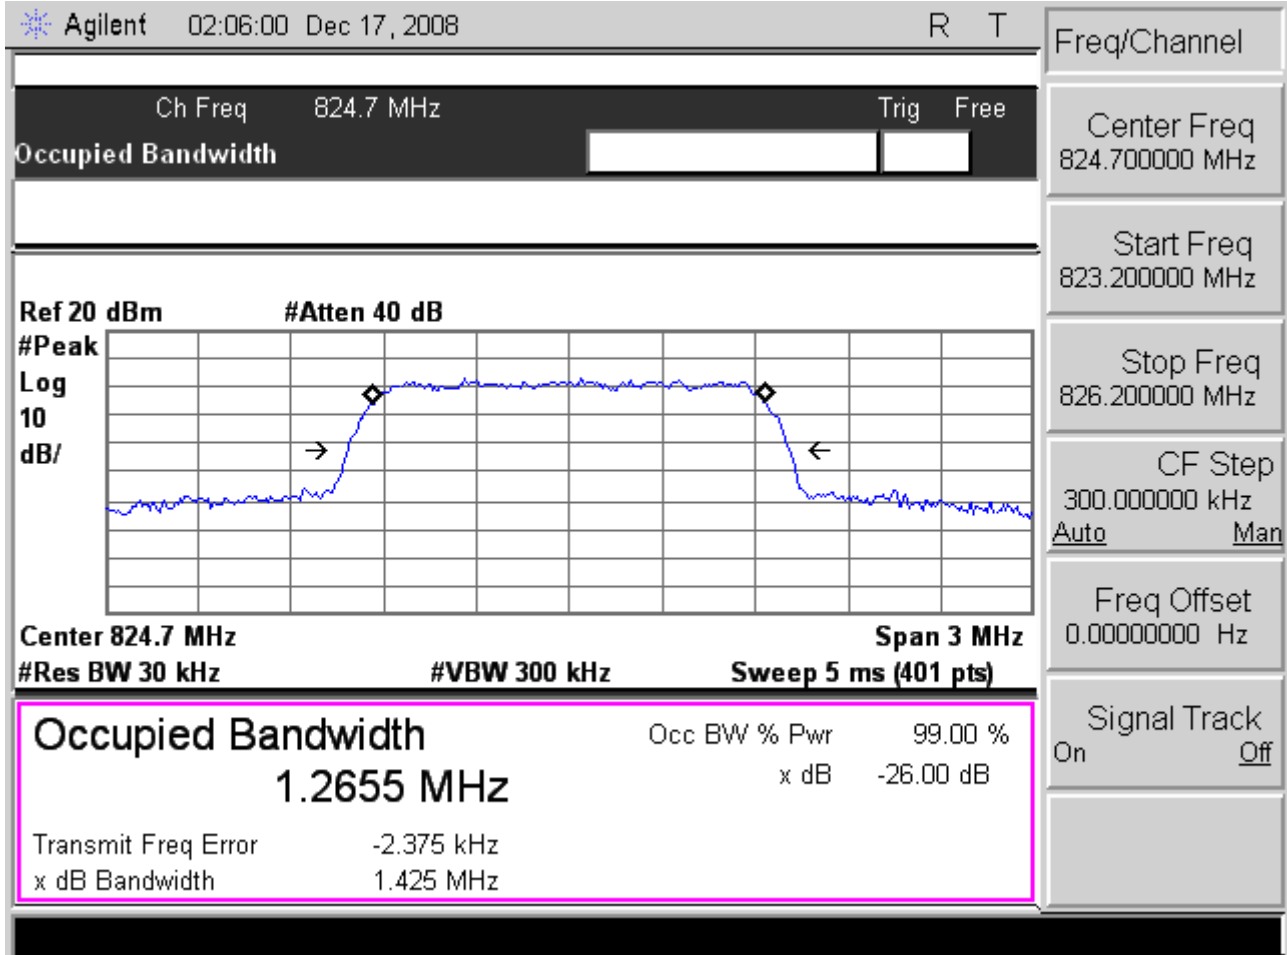 Agilent 02:06:00 Dec 17, 2008 R T
Ch Freq 824.7 MHz Trig Free
Occupied Bandwidth
Ref 20 dBm #Atten 40 dB
#Peak
Log
10
dB/
Center 824.7 MHz Span 3 MHz
#Res BW 30 kHz #VBW 300 kHz Sweep 5 ms (401 pts)
Occupied Bandwidth
1.2655 MHz
Occ BW % Pwr 99.00 %
x dB -26.00 dB
Transmit Freq Error -2.375 kHz
x dB Bandwidth 1.425 MHz
Freq/Channel
Center Freq
824.700000 MHz
Start Freq
823.200000 MHz
Stop Freq
826.200000 MHz
CF Step
300.000000 kHz
Auto Man
Freq Offset
0.00000000 Hz
Signal Track
On Off